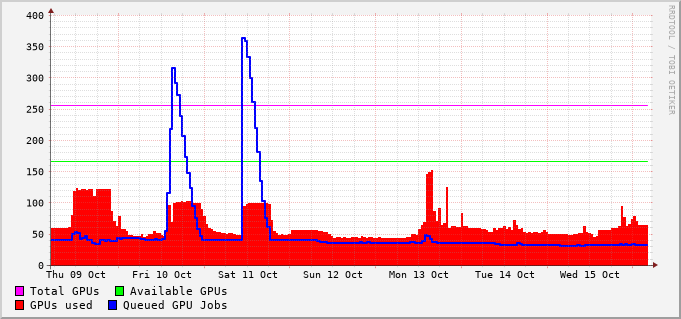 RRDTOOL / TOBI OETIKER
400
350
300
250
200
150
100
50
0
Thu 09 Oct Fri 10 Oct Sat 11 Oct Sun 12 Oct Mon 13 Oct Tue 14 Oct Wed 15 Oct
Total GPUs Available GPUs
GPUs used Queued GPU Jobs